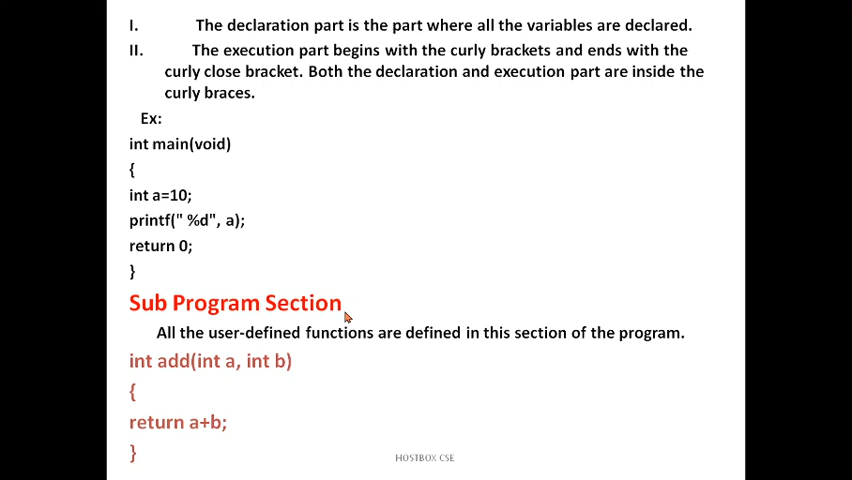 I. The declaration part is the part where all the variables are declared.
II. The execution part begins with the curly brackets and ends with the
curly close bracket. Both the declaration and execution part are inside the
curly braces.
Ex:
int main(void)
{
int a=10;
printf(" %d", a);
return 0;
}
Sub Program Section
All the user-defined functions are defined in this section of the program.
int add(int a, int b)
{
return a+b;
}
HOSTBOX CSE